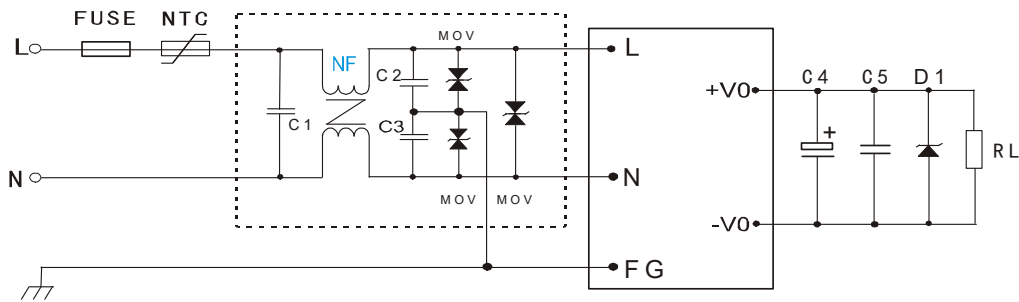 FUSE NTC
MOV
L
NF
C2
L
C1
C3
+V0
C4 C5 D1
+
RL
N
N
MOV MOV
-V0
FG